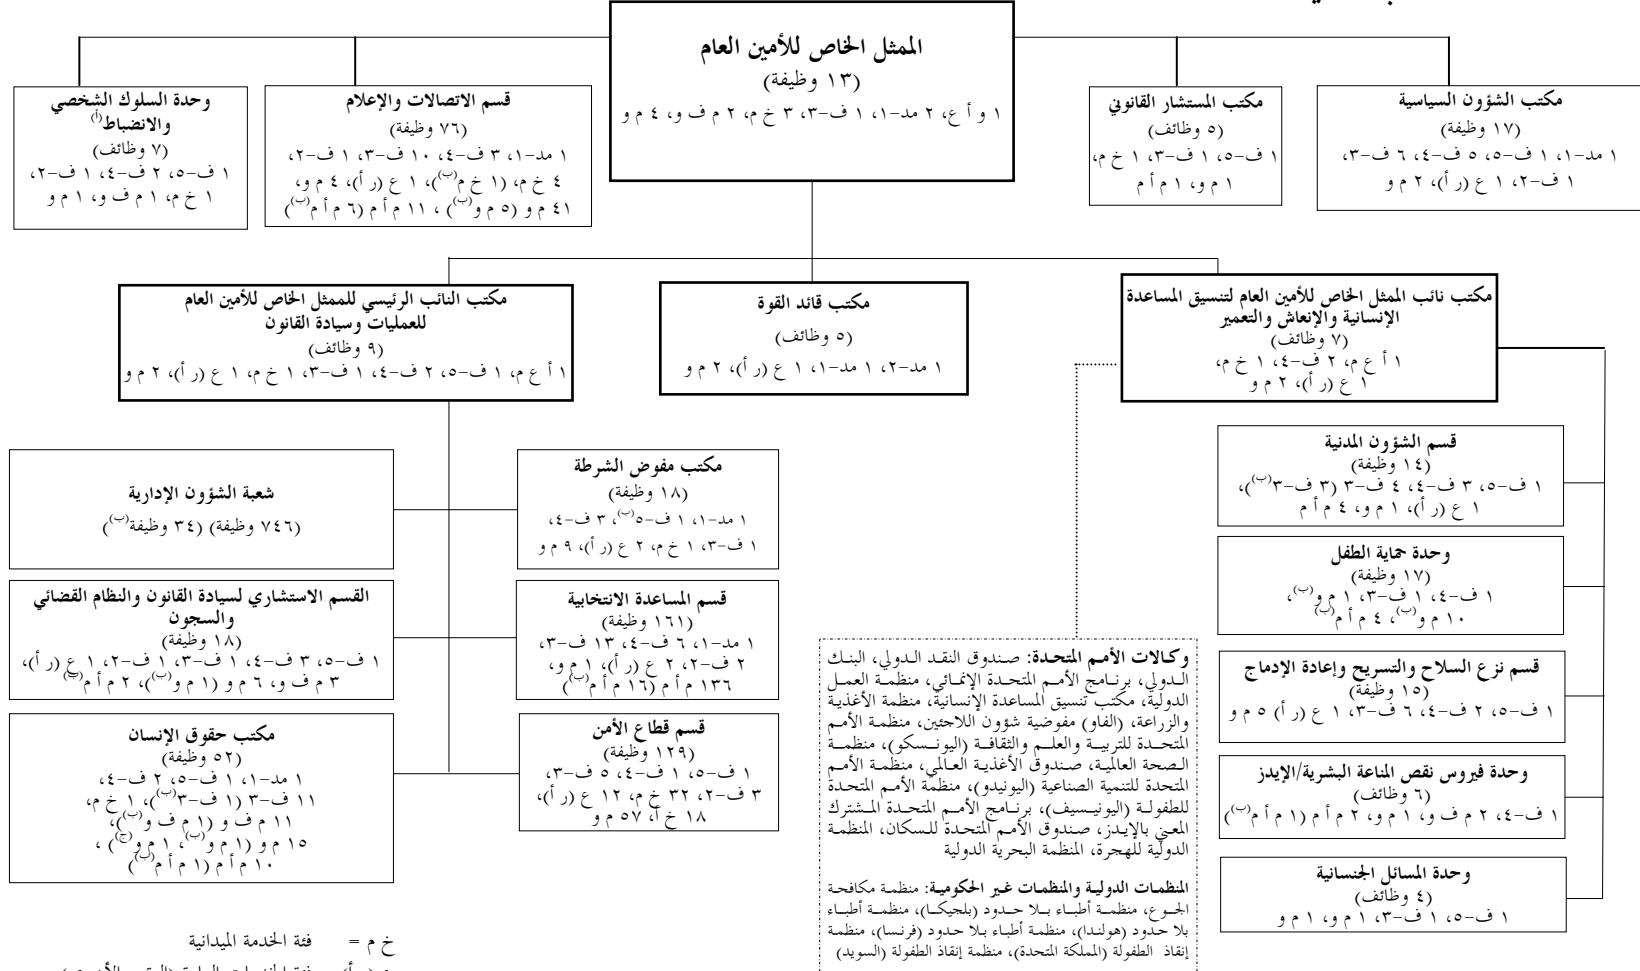 الممثل الخاص للأمين العام
(١٣ وظيفة)
١ و أ ع، ٢ مد-١، ١ ف-٣، ٣ خ م، ٢ م ف و، ٤ م و
مكتب الشؤون السياسية
(١٧ وظيفة)
١ مد-١، ١ ف-٥، ٥ ف-٤، ٦ ف-٣،
١ ف-٢، ١ ع (ر أ)، ٢ م و
مكتب المستشار القانوني
(٥ وظائف)
١ ف-٥، ١ ف-٣، ١ خ م،
١ م و، ١ م أ م
قسم الاتصالات والإعلام
(٧٦ وظيفة)
١ مد-١، ٣ ف-٤، ١٠ ف-٣، ١ ف-٢،
٤ خ م، (١ خ م(ب))، ١ ع (ر أ)، ٤ م و،
٤١ م و (٥ م و(ب))، ١١ م أ م (٦ م أ م(ب))
وحدة السلوك الشخصي
والانضباط(أ)
(٧ وظائف)
١ ف-٥، ٢ ف-٤، ١ ف-٢،
١ خ م، ١ م ف و، ١ م و
مكتب نائب الممثل الخاص للأمين العام لتنسيق المساعدة
الإنسانية والإنعاش والتعمير
(٧ وظائف)
١ أ ع م، ٢ ف-٤، ١ خ م،
١ ع (ر أ)، ٢ م و
مكتب قائد القوة
(٥ وظائف)
١ مد-٢، ١ مد-١، ١ ع (ر أ)، ٢ م و
مكتب النائب الرئيسي للممثل الخاص للأمين العام
للعمليات وسيادة القانون
(٩ وظائف)
١ أ ع م، ١ ف-٥، ٢ ف-٤، ١ ف-٣، ١ خ م، ١ ع (ر أ)، ٢ م و
قسم الشؤون المدنية
(١٤ وظيفة)
١ ف-٥، ٣ ف-٤، ٤ ف-٣ (٣ ف-٣(ب))،
١ ع (ر أ)، ١ م و، ٤ م أ م
وحدة حماية الطفل
(١٧ وظيفة)
١ ف-٤، ١ ف-٣، ١ م و(ب)،
١٠ م و(ب)، ٤ م أ م(ب)
قسم نزع السلاح والتسريح وإعادة الإدماج
(١٥ وظيفة)
١ ف-٥، ٢ ف-٤، ٦ ف-٣، ١ ع (ر أ) ٥ م و
وحدة فيروس نقص المناعة البشرية/الإيدز
(٦ وظائف)
١ ف-٤، ٢ م ف و، ١ م و، ٢ م أ م (١ م أ م(ب))
وحدة المسائل الجنسانية
(٤ وظائف)
١ ف-٥، ١ ف-٣، ١ م و، ١ م و
مكتب مفوض الشرطة
(١٨ وظيفة)
١ مد-١، ١ ف-٥(ب)، ٣ ف-٤،
١ ف-٣، ١ خ م، ٢ ع (ر أ)، ٩ م و
شعبة الشؤون الإدارية
(٧٤٦ وظيفة) (٣٤ وظيفة(ب))
قسم المساعدة الانتخابية
(١٦١ وظيفة)
١ مد-١، ٦ ف-٤، ١٣ ف-٣،
٢ ف-٢، ٢ ع (ر أ)، ١ م و،
١٣٦ م أ م (١٦ م أ م(ب))
القسم الاستشاري لسيادة القانون والنظام القضائي
والسجون
(١٨ وظيفة)
١ ف-٥، ٣ ف-٤، ١ ف-٣، ١ ف-٢، ١ ع (ر أ)،
٣ م ف و، ٦ م و (١ م و(ب))، ٢ م أ م(ب)
قسم قطاع الأمن
(١٢٩ وظيفة)
١ ف-٥، ١ ف-٤، ٥ ف-٣،
٣ ف-٢، ٣٢ خ م، ١٢ ع (ر أ)،
١٨ خ أ، ٥٧ م و
مكتب حقوق الإنسان
(٥٢ وظيفة)
١ مد-١، ١ ف-٥، ٢ ف-٤،
١١ ف-٣ (١ ف-٣(ب))، ١ خ م،
١١ م ف و (١ م ف و(ب))،
١٥ م و (١ م و(ب)، ١ م و(ج))،
١٠ م أ م (١ م أ م(ب))
وكالات الأمم المتحدة: صندوق النقد الدولي، البنك
الدولي، برنامج الأمم المتحدة الإنمائي، منظمة العمل
الدولية، مكتب تنسيق المساعدة الإنسانية، منظمة الأغذية
والزراعة، (الفاو) مفوضية شؤون اللاجئين، منظمة الأمم
المتحدة للتربية والعلم والثقافة (اليونسكو)، منظمة
الصحة العالمية، صندوق الأغذية العالمي، منظمة الأمم
المتحدة للتنمية الصناعية (اليونيدو)، منظمة الأمم المتحدة
للطفولة (اليونيسيف)، برنامج الأمم المتحدة المشترك
المعني بالإيدز، صندوق الأمم المتحدة للسكان، المنظمة
الدولية للهجرة، المنظمة البحرية الدولية
المنظمات الدولية والمنظمات غير الحكومية: منظمة مكافحة
الجوع، منظمة أطباء بلا حدود (بلجيكا)، منظمة أطباء
بلا حدود (هولندا)، منظمة أطباء بلا حدود (فرنسا)، منظمة
إنقاذ الطفولة (المملكة المتحدة)، منظمة إنقاذ الطفولة (السويد)
خ م = فئة الخدمة الميدانية